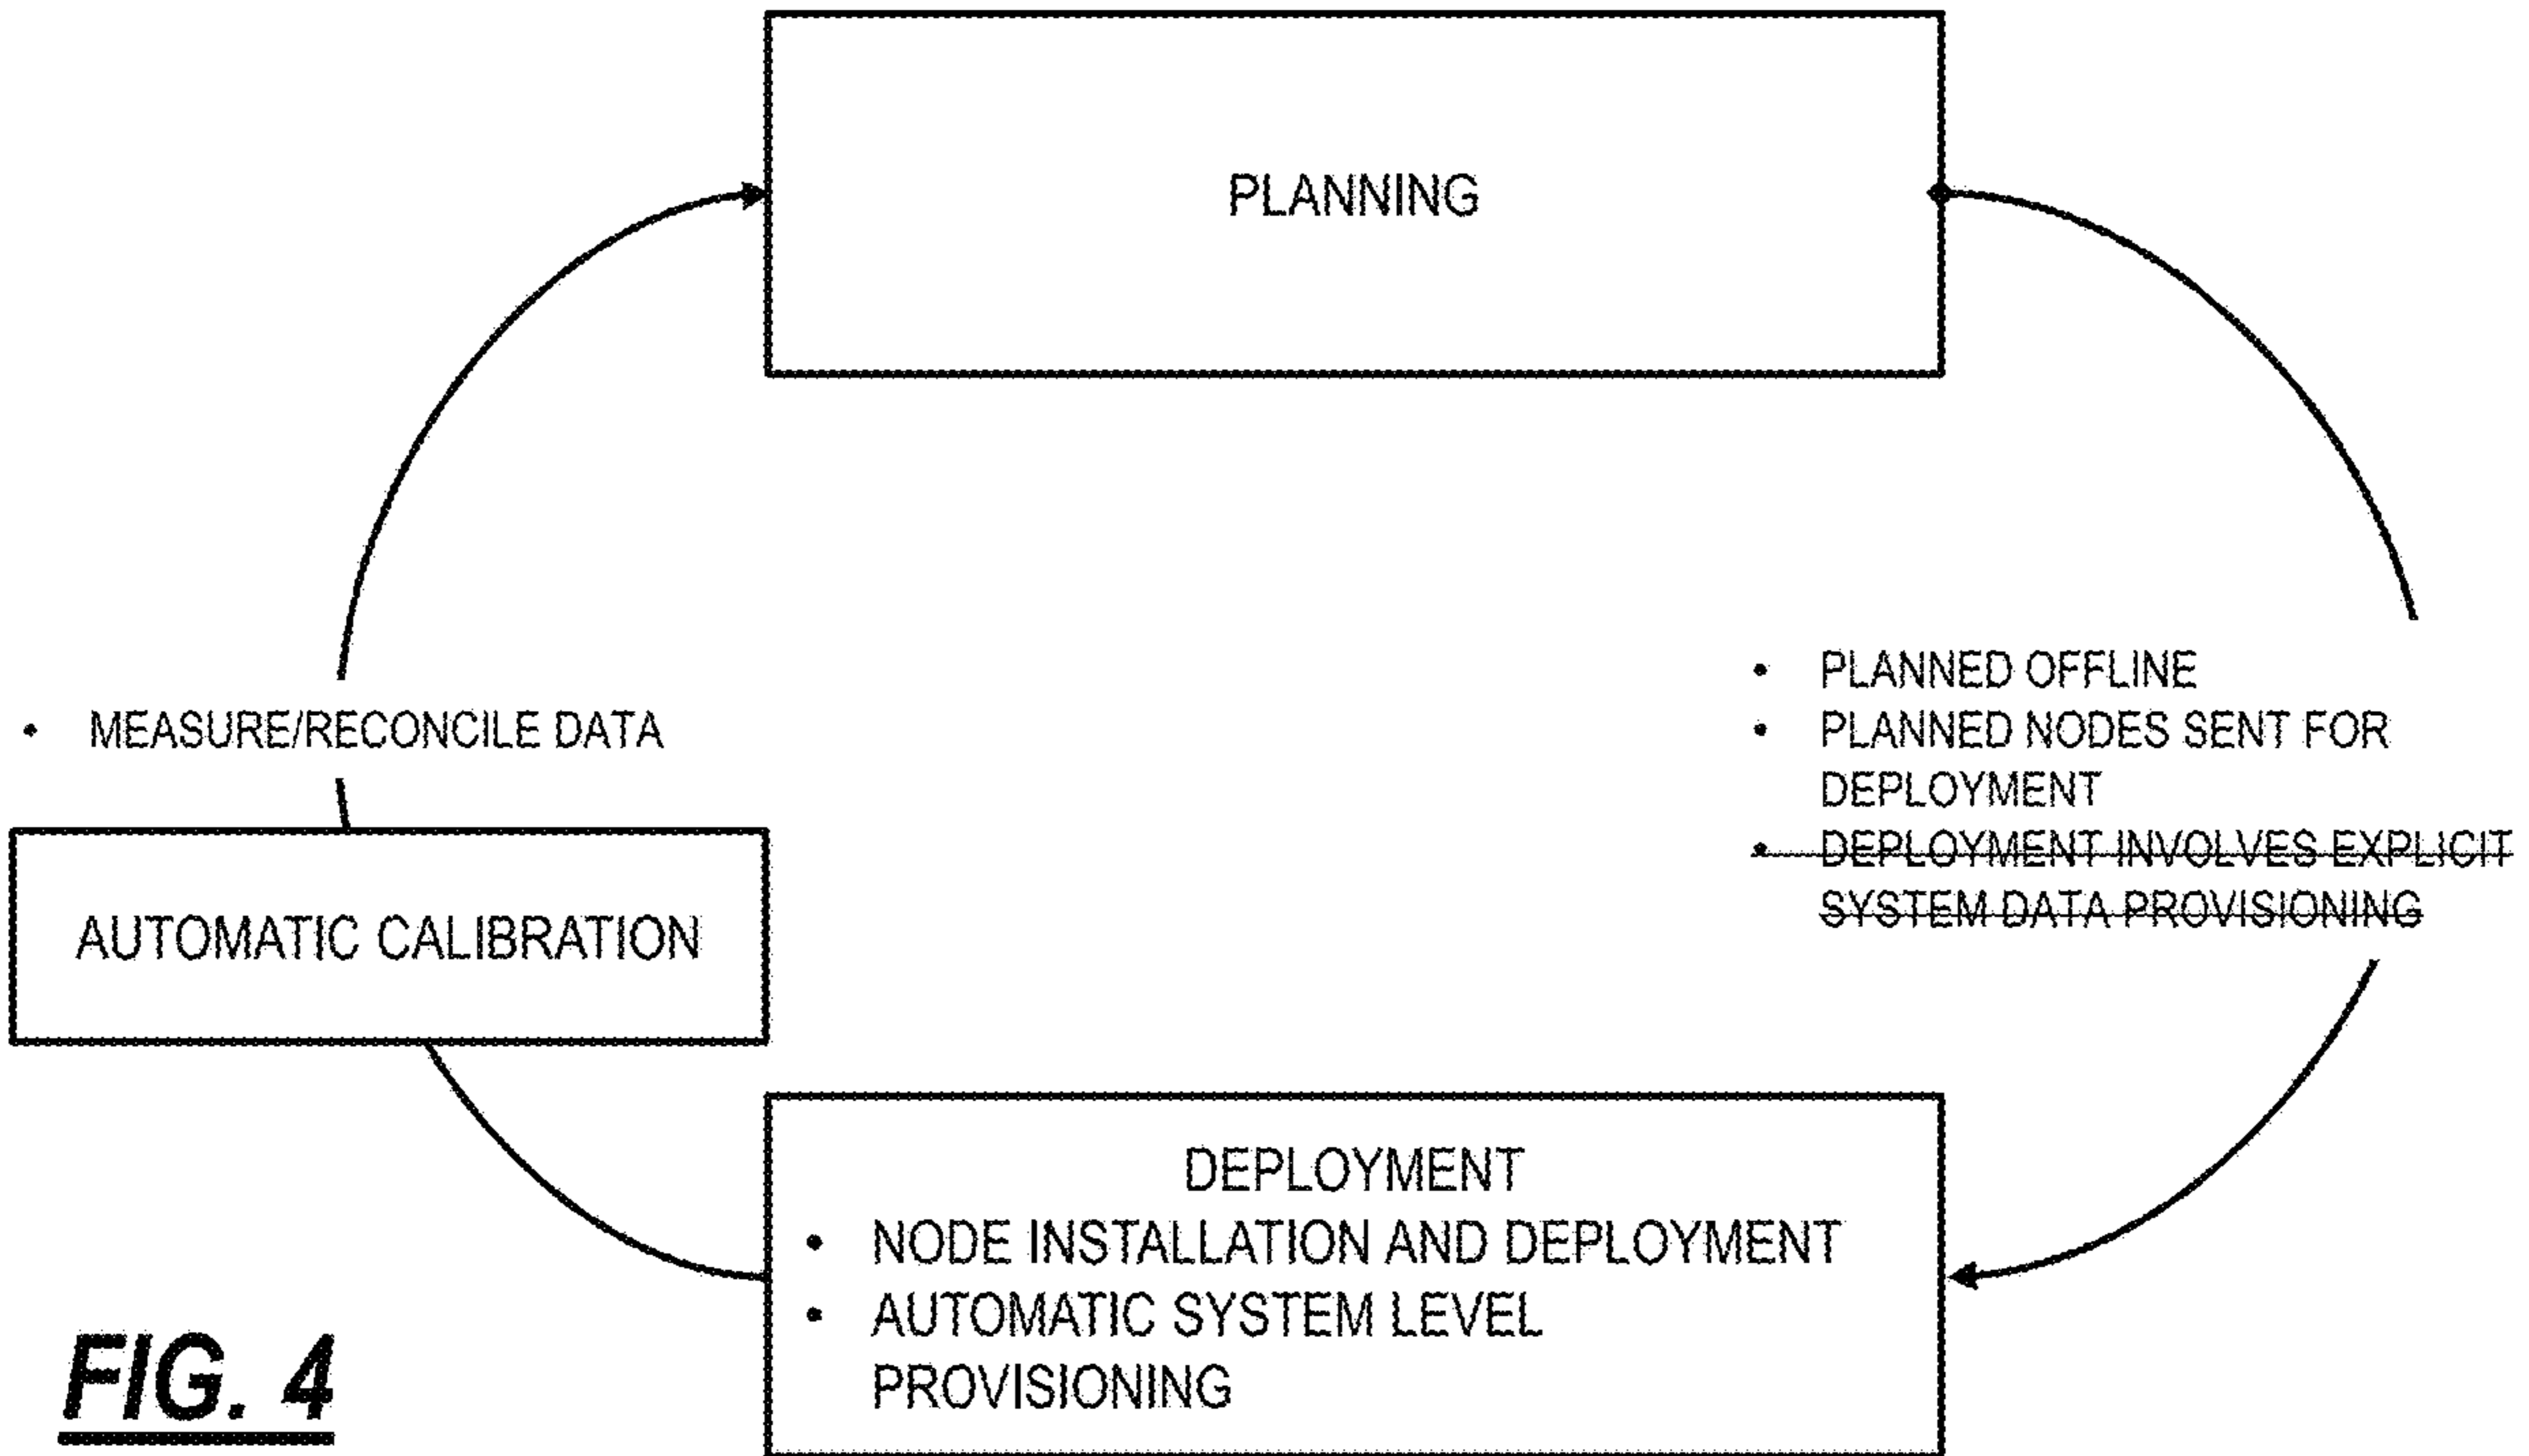 PLANNING
• PLANNED OFFLINE
• PLANNED NODES SENT FOR
DEPLOYMENT
• DEPLOYMENT INVOLVES EXPLICIT
SYSTEM DATA PROVISIONING
• MEASURE/RECONCILE DATA
AUTOMATIC CALIBRATION
DEPLOYMENT
• NODE INSTALLATION AND DEPLOYMENT
• AUTOMATIC SYSTEM LEVEL
PROVISIONING
FIG. 4